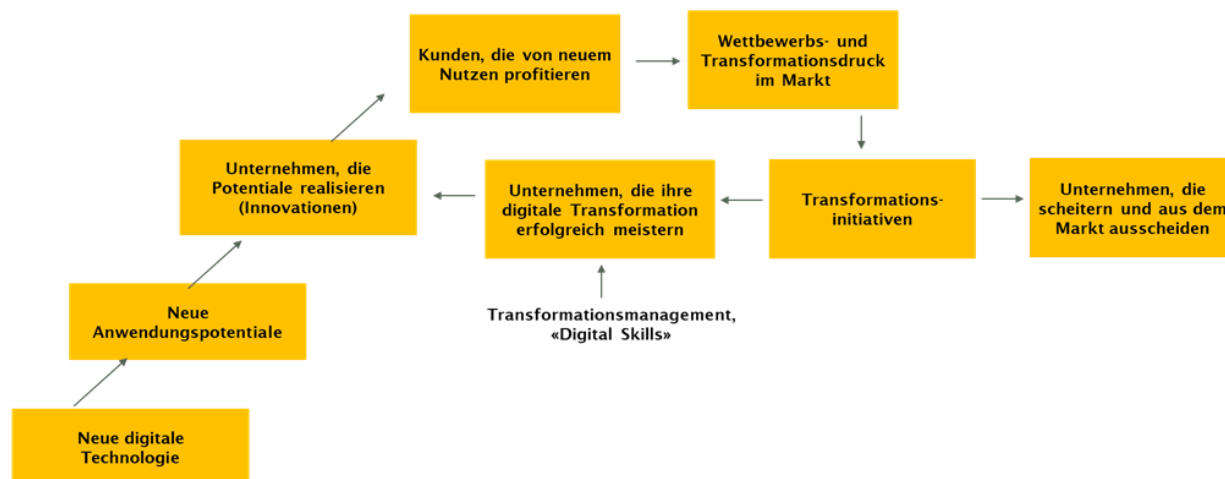 Kunden, die von neuem
Nutzen profitieren
Wettbewerbs- und
Transformationsdruck
im Markt
Unternehmen, die
Potentiale realisieren
(Innovationen)
Unternehmen, die ihre
digitale Transformation
erfolgreich meistern
Transformations-
initiativen
Unternehmen, die
scheitern und aus dem
Markt ausscheiden
Neue
Anwendungspotentiale
Transformationsmanagement,
«Digital Skills»
Neue digitale
Technologie